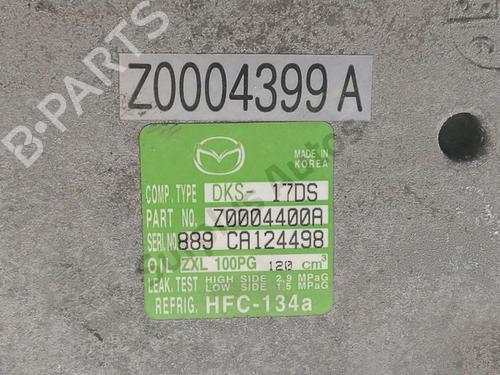 Z0004399 A
B-PARTS
MADE IN
KOREA
COMP. TYPE DKS- 17DS
PART NO. Z0004400A
SERI.NO 889 CA124498
OIL ZXL 100PG 120 cm³
LEAK. TEST HIGH SIDE 2.9 MPaG
LOW SIDE 1.5 MPaG
REFRIG. HFC-134a